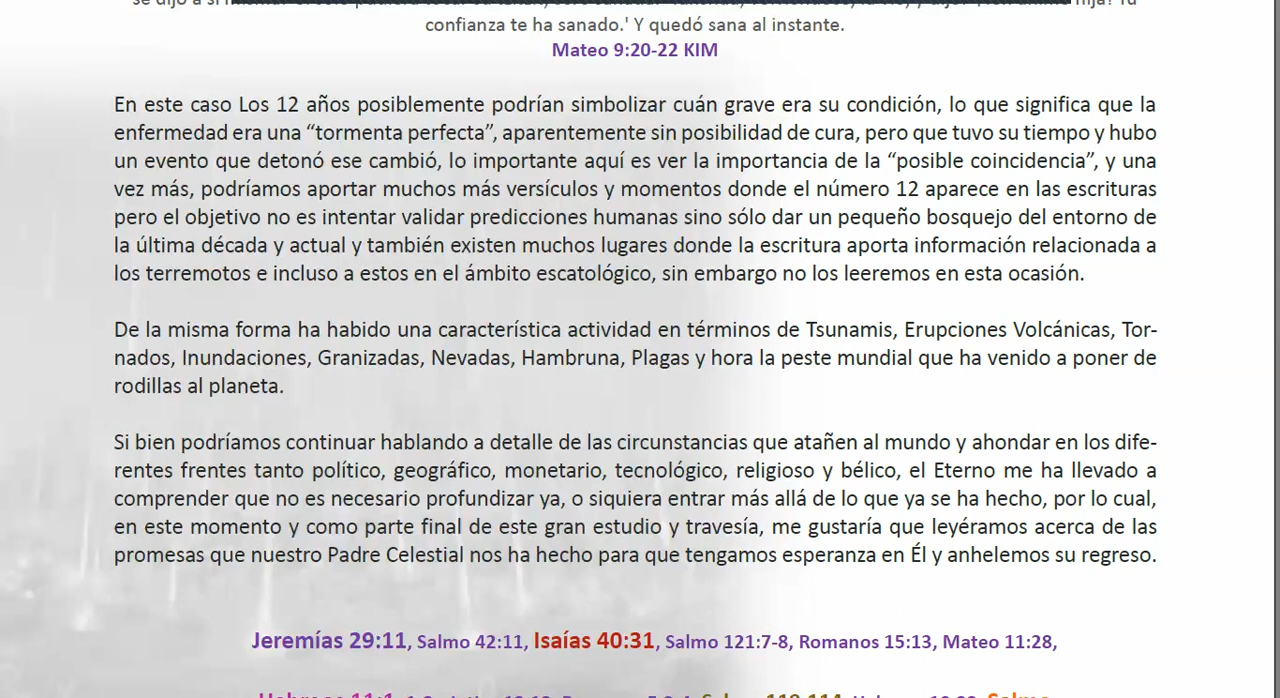 confianza te ha sanado.' Y quedó sana al instante.
Mateo 9:20-22 KIM
En este caso Los 12 años posiblemente podrían simbolizar cuán grave era su condición, lo que significa que la
enfermedad era una “tormenta perfecta”, aparentemente sin posibilidad de cura, pero que tuvo su tiempo y hubo
un evento que detonó ese cambió, lo importante aquí es ver la importancia de la “posible coincidencia”, y una
vez más, podríamos aportar muchos más versículos y momentos donde el número 12 aparece en las escrituras
pero el objetivo no es intentar validar predicciones humanas sino sólo dar un pequeño bosquejo del entorno de
la última década y actual y también existen muchos lugares donde la escritura aporta información relacionada a
los terremotos e incluso a estos en el ámbito escatológico, sin embargo no los leeremos en esta ocasión.
De la misma forma ha habido una característica actividad en términos de Tsunamis, Erupciones Volcánicas, Tor-
nados, Inundaciones, Granizadas, Nevadas, Hambruna, Plagas y hora la peste mundial que ha venido a poner de
rodillas al planeta.
Si bien podríamos continuar hablando a detalle de las circunstancias que atañen al mundo y ahondar en los dife-
rentes frentes tanto político, geográfico, monetario, tecnológico, religioso y bélico, el Eterno me ha llevado a
comprender que no es necesario profundizar ya, o siquiera entrar más allá de lo que ya se ha hecho, por lo cual,
en este momento y como parte final de este gran estudio y travesía, me gustaría que leyéramos acerca de las
promesas que nuestro Padre Celestial nos ha hecho para que tengamos esperanza en Él y anhelemos su regreso.
Jeremías 29:11, Salmo 42:11, Isaías 40:31, Salmo 121:7-8, Romanos 15:13, Mateo 11:28,